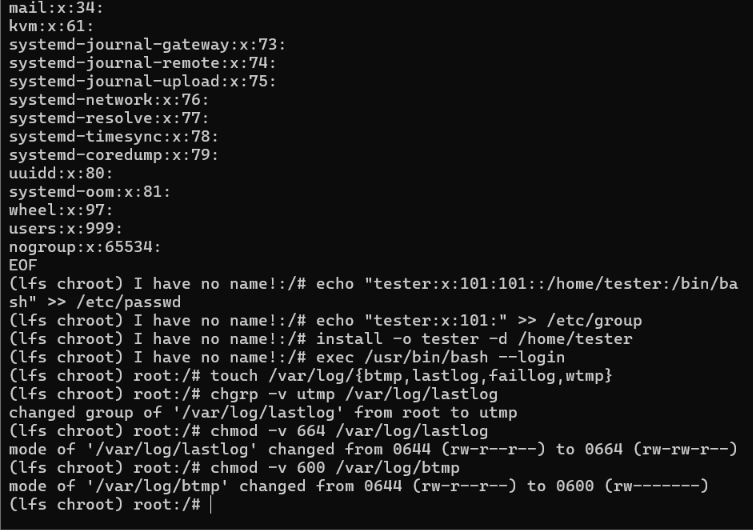 mail:x:34:
kvm:x:61:
systemd-journal-gateway:x:73:
systemd-journal-remote:x:74:
systemd-journal-upload:x:75:
systemd-network:x:76:
systemd-resolve:x:77:
systemd-timesync:x:78:
systemd-coredump:x:79:
uuidd:x:80:
systemd-oom:x:81:
wheel:x:97:
users:x:999:
nogroup:x:65534:
EOF
(lfs chroot) I have no name!:/# echo "tester:x:101:101::/home/tester:/bin/ba
sh" >> /etc/passwd
(lfs chroot) I have no name!:/# echo "tester:x:101:" >> /etc/group
(lfs chroot) I have no name!:/# install -o tester -d /home/tester
(lfs chroot) I have no name!:/# exec /usr/bin/bash --login
(lfs chroot) root:/# touch /var/log/{btmp,lastlog,faillog,wtmp}
(lfs chroot) root:/# chgrp -v utmp /var/log/lastlog
changed group of '/var/log/lastlog' from root to utmp
(lfs chroot) root:/# chmod -v 664 /var/log/lastlog
mode of '/var/log/lastlog' changed from 0644 (rw-r--r--) to 0664 (rw-rw-r--)
(lfs chroot) root:/# chmod -v 600 /var/log/btmp
mode of '/var/log/btmp' changed from 0644 (rw-r--r--) to 0600 (rw-------)
(lfs chroot) root:/#